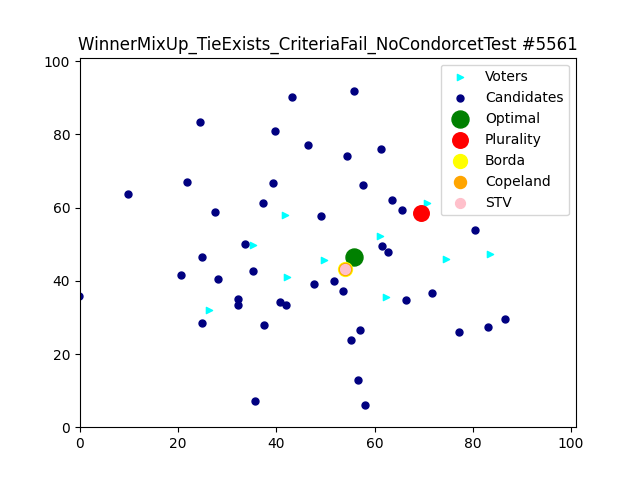 WinnerMixUp_TieExists_CriteriaFail_NoCondorcetTest #5561
Voters
Candidates
Optimal
Plurality
Borda
Copeland
STV
100
80
60
40
20
0
0 20 40 60 80 100